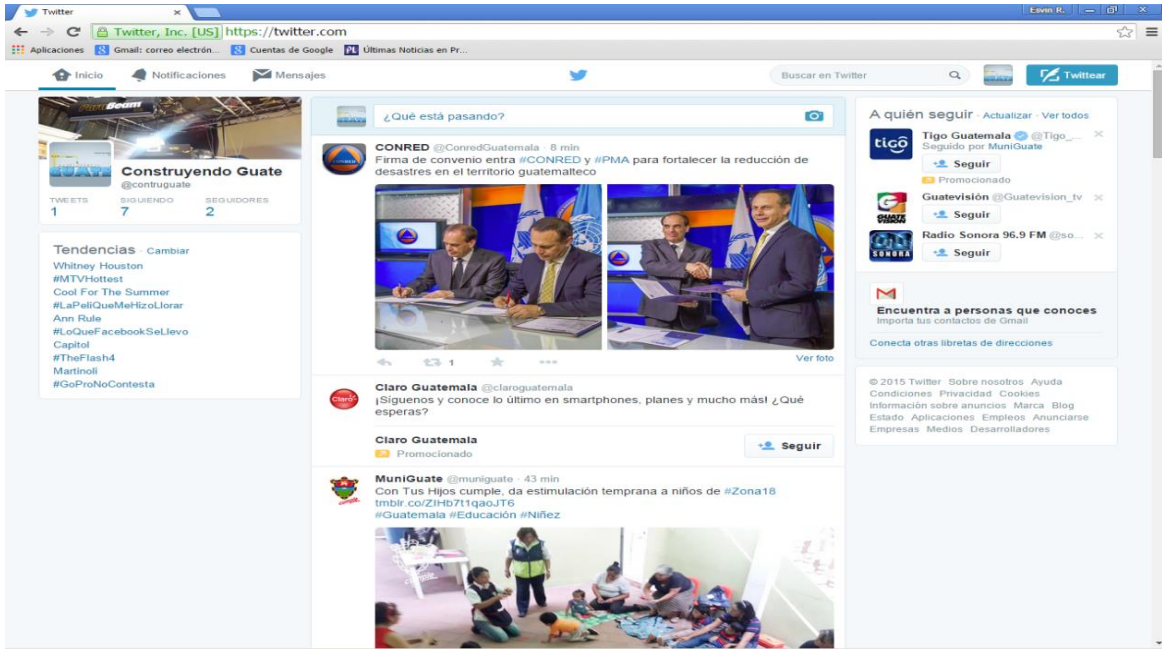 Twitter
Esvin R.
Twitter, Inc. [US] https://twitter.com
Aplicaciones
Gmail: correo electrón...
Cuentas de Google
Últimas Noticias en Pr...
Inicio
Notificaciones
Mensajes
Buscar en Twitter
Twittear
Construyendo Guate
@contruguate
TWEETS SIGUIENDO SEGUIDORES
1 7 2
Tendencias · Cambiar
Whitney Houston
#MTVHottest
Cool For The Summer
#LaPeliQueMeHizoLlorar
Ann Rule
#LoQueFacebookSeLlevo
Capitol
#TheFlash4
Martinoli
#GoProNoContesta
¿Qué está pasando?
CONRED @ConredGuatemala · 8 min
Firma de convenio entra #CONRED y #PMA para fortalecer la reducción de
desastres en el territorio guatemalteco
1
Ver foto
Claro Guatemala @claroguatemala
¡Síguenos y conoce lo último en smartphones, planes y mucho más! ¿Qué
esperas?
Claro Guatemala
Promocionado
Seguir
MuniGuate @muniguate · 43 min
Con Tus Hijos cumple, da estimulación temprana a niños de #Zona18
tmblr.co/ZIHb7t1qaoJT6
#Guatemala #Educación #Niñez
A quién seguir · Actualizar · Ver todos
tigo
Tigo Guatemala @Tigo_...
Seguido por MuniGuate
Seguir
Promocionado
GUATE
VISION
Guatevisión @Guatevision_tv
Seguir
SONORA
Radio Sonora 96.9 FM @so...
Seguir
Encuentra a personas que conoces
Importa tus contactos de Gmail
Conecta otras libretas de direcciones
© 2015 Twitter Sobre nosotros Ayuda
Condiciones Privacidad Cookies
Información sobre anuncios Marca Blog
Estado Aplicaciones Empleos Anunciarse
Empresas Medios Desarrolladores